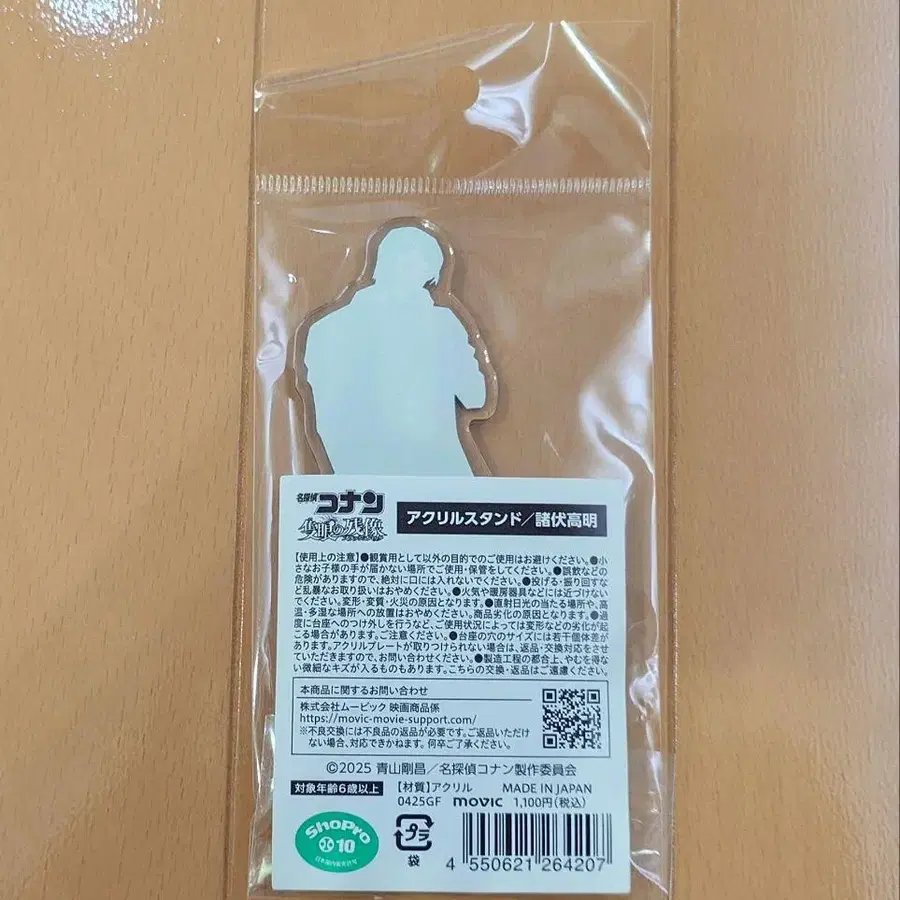 名探偵コナン
隻眼の残像
アクリルスタンド／諸伏高明
【使用上の注意】●観賞用として以外の目的でのご使用はお避けください。●小
さなお子様の手が届かない場所でご使用・保管をしてください。●誤飲などの
危険がありますので、絶対に口には入れないでください。●投げる・振り回すな
ど乱暴なお取り扱いはおやめください。●火気や暖房器具などには近づけない
でください。変形・変質・火災の原因となります。●直射日光の当たる場所や、高
温・多湿な場所への放置はおやめください。商品劣化の原因となります。●過
度に台座へのつけ外しを行うなど、ご使用状況によっては変形などの劣化が起
こる場合があります。ご注意ください。●台座の穴のサイズには若干個体差が
あります。アクリルプレートが取りつけられない場合は、返品・交換対応をさせ
ていただきますので、お問い合わせください。●製造工程の都合上、やむを得な
い微細なキズが入るものもあります。こちらの交換・返品はご遠慮ください。
本商品に関するお問い合わせ
株式会社ムービック 映画商品係
https://movic-movie-support.com/
※不良交換には不良品の返品が必要です。ご返品いただけ
ない場合、対応できかねます。何卒ご了承ください。
©2025 青山剛昌／名探偵コナン製作委員会
対象年齢6歳以上
【材質】アクリル MADE IN JAPAN
0425GF movic 1,100円(税込)
ShoPro
10
日本国内販売許可
プラ
袋
4 550621 264207